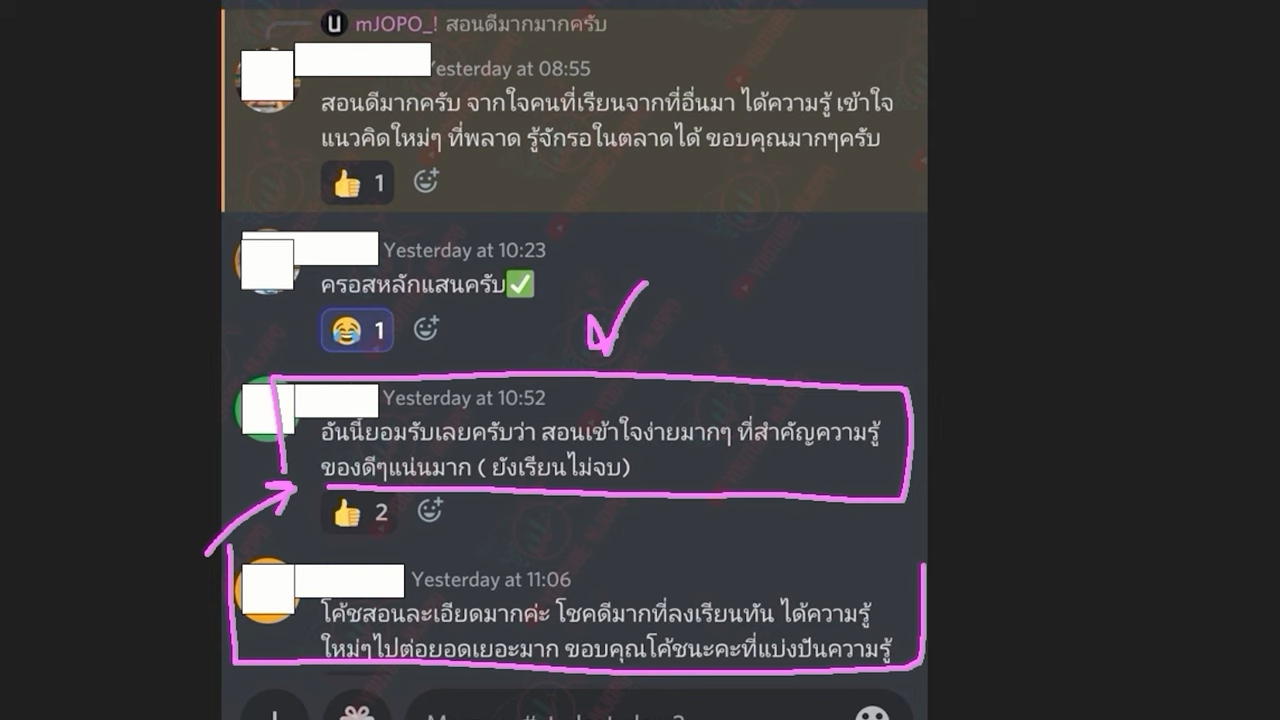 mJOPO_! สอนดีมากมากครับ
Yesterday at 08:55
สอนดีมากครับ จากใจคนที่เรียนจากที่อื่นมา ได้ความรู้ เข้าใจ
แนวคิดใหม่ๆ ที่พลาด รู้จักรอในตลาดได้ ขอบคุณมากๆครับ
1
Yesterday at 10:23
ครอสหลักแสนครับ
1
Yesterday at 10:52
อันนี้ยอมรับเลยครับว่า สอนเข้าใจง่ายมากๆ ที่สำคัญความรู้
ของดีๆแน่นมาก ( ยังเรียนไม่จบ)
2
Yesterday at 11:06
โค้ชสอนละเอียดมากค่ะ โชคดีมากที่ลงเรียนทัน ได้ความรู้
ใหม่ๆไปต่อยอดเยอะมาก ขอบคุณโค้ชนะคะที่แบ่งปันความรู้